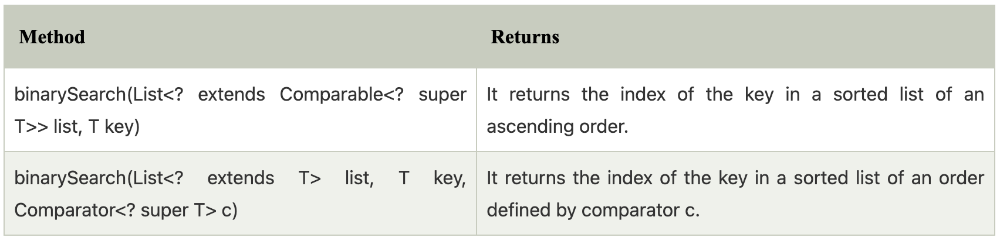 Method
Returns
binarySearch(List<? extends Comparable<? super
T>> list, T key)
It returns the index of the key in a sorted list of an
ascending order.
binarySearch(List<? extends T> list, T key,
Comparator<? super T> c)
It returns the index of the key in a sorted list of an order
defined by comparator c.